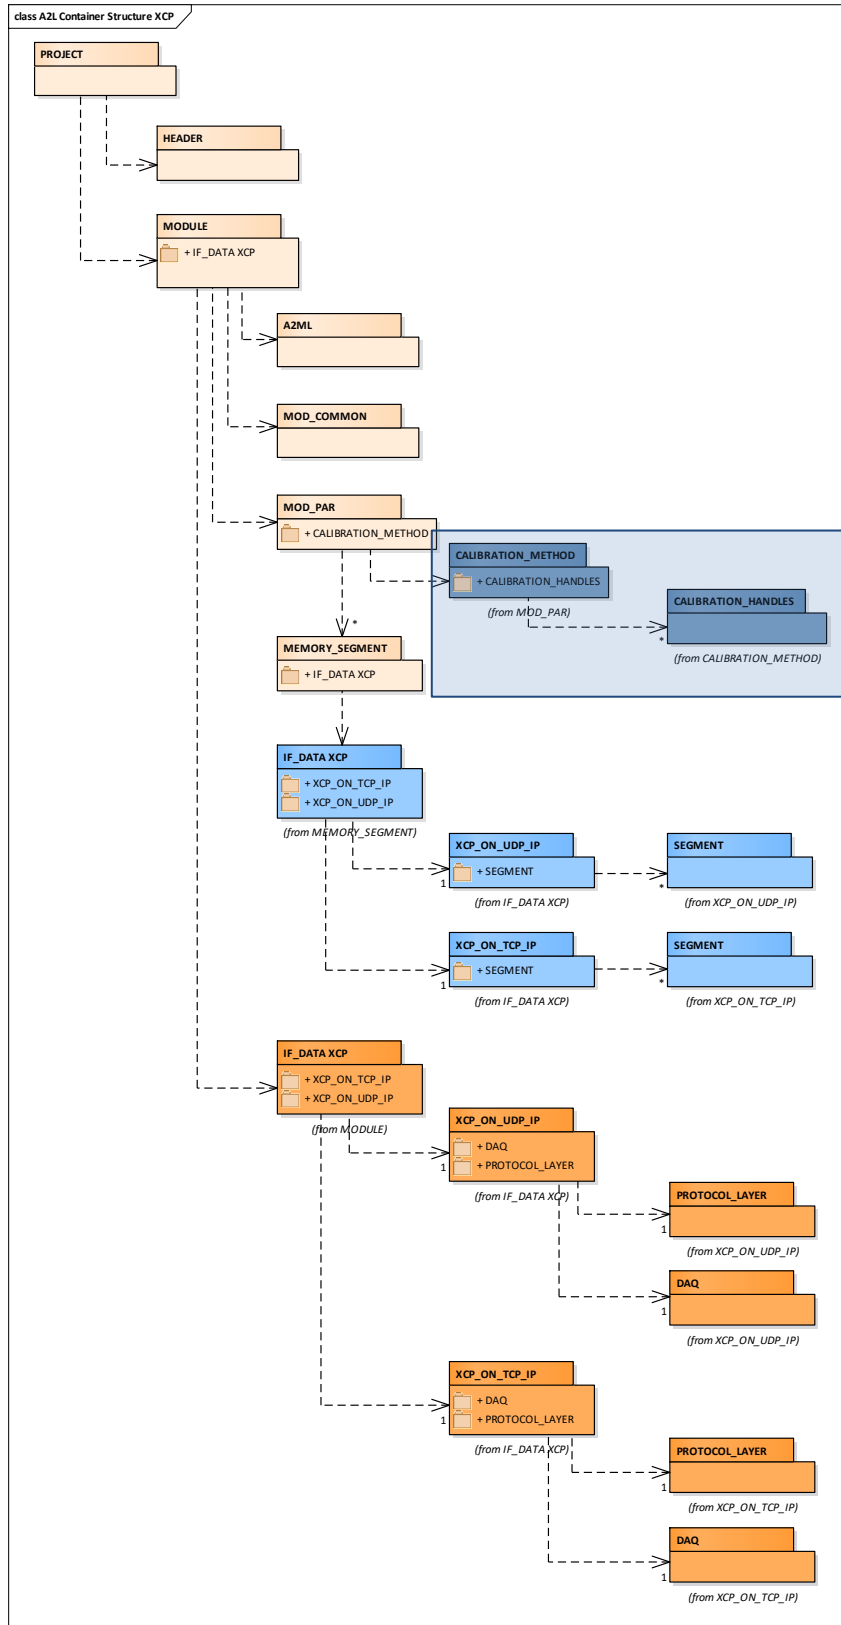 class A2L Container Structure XCP
PROJECT
HEADER
MODULE
+ IF_DATA XCP
A2ML
MOD_COMMON
MOD_PAR
+ CALIBRATION_METHOD
CALIBRATION_METHOD
+ CALIBRATION_HANDLES
(from MOD_PAR)
CALIBRATION_HANDLES
*
(from CALIBRATION_METHOD)
*
MEMORY_SEGMENT
+ IF_DATA XCP
IF_DATA XCP
+ XCP_ON_TCP_IP
+ XCP_ON_UDP_IP
(from MEMORY_SEGMENT)
XCP_ON_UDP_IP
+ SEGMENT
1
(from IF_DATA XCP)
SEGMENT
*
(from XCP_ON_UDP_IP)
XCP_ON_TCP_IP
+ SEGMENT
1
(from IF_DATA XCP)
SEGMENT
*
(from XCP_ON_TCP_IP)
IF_DATA XCP
+ XCP_ON_TCP_IP
+ XCP_ON_UDP_IP
(from MODULE)
XCP_ON_UDP_IP
+ DAQ
+ PROTOCOL_LAYER
1
(from IF_DATA XCP)
PROTOCOL_LAYER
1
(from XCP_ON_UDP_IP)
DAQ
1
(from XCP_ON_UDP_IP)
XCP_ON_TCP_IP
+ DAQ
+ PROTOCOL_LAYER
1
(from IF_DATA XCP)
PROTOCOL_LAYER
1
(from XCP_ON_TCP_IP)
DAQ
1
(from XCP_ON_TCP_IP)